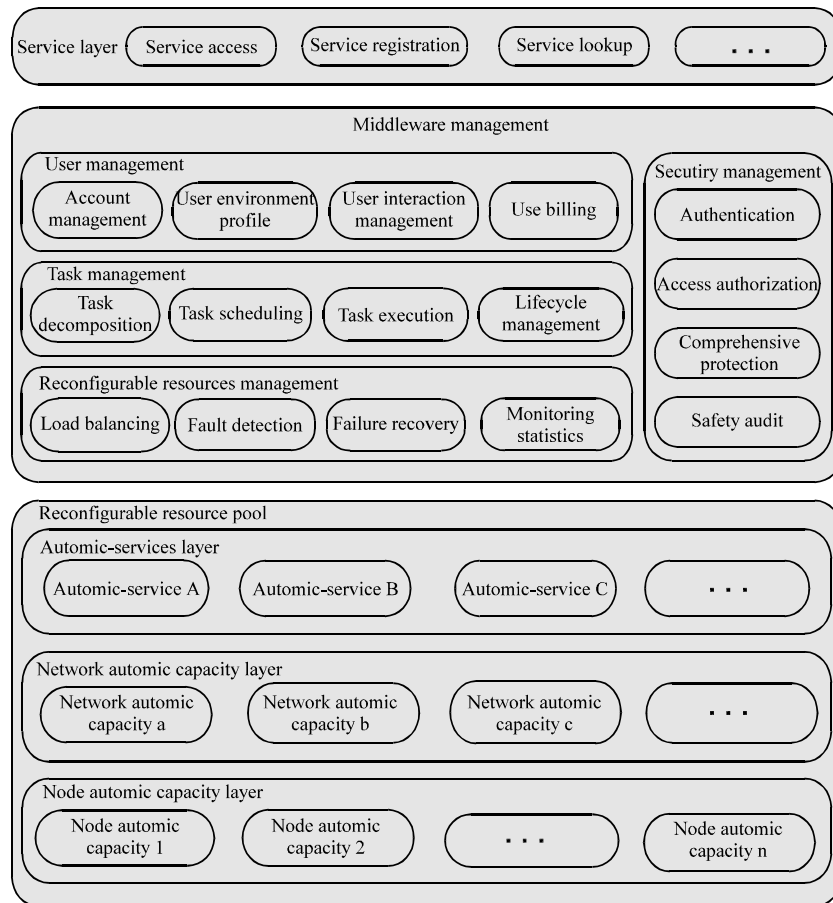 Service layer
Service access
Service registration
Service lookup
. . .
Middleware management
User management
Account
management
User environment
profile
User interaction
management
Use billing
Task management
Task
decomposition
Task scheduling
Task execution
Lifecycle
management
Reconfigurable resources management
Load balancing
Fault detection
Failure recovery
Monitoring
statistics
Secutiry management
Authentication
Access authorization
Comprehensive
protection
Safety audit
Reconfigurable resource pool
Automic-services layer
Automic-service A
Automic-service B
Automic-service C
. . .
Network automic capacity layer
Network automic
capacity a
Network automic
capacity b
Network automic
capacity c
. . .
Node automic capacity layer
Node automic
capacity 1
Node automic
capacity 2
. . .
Node automic
capacity n